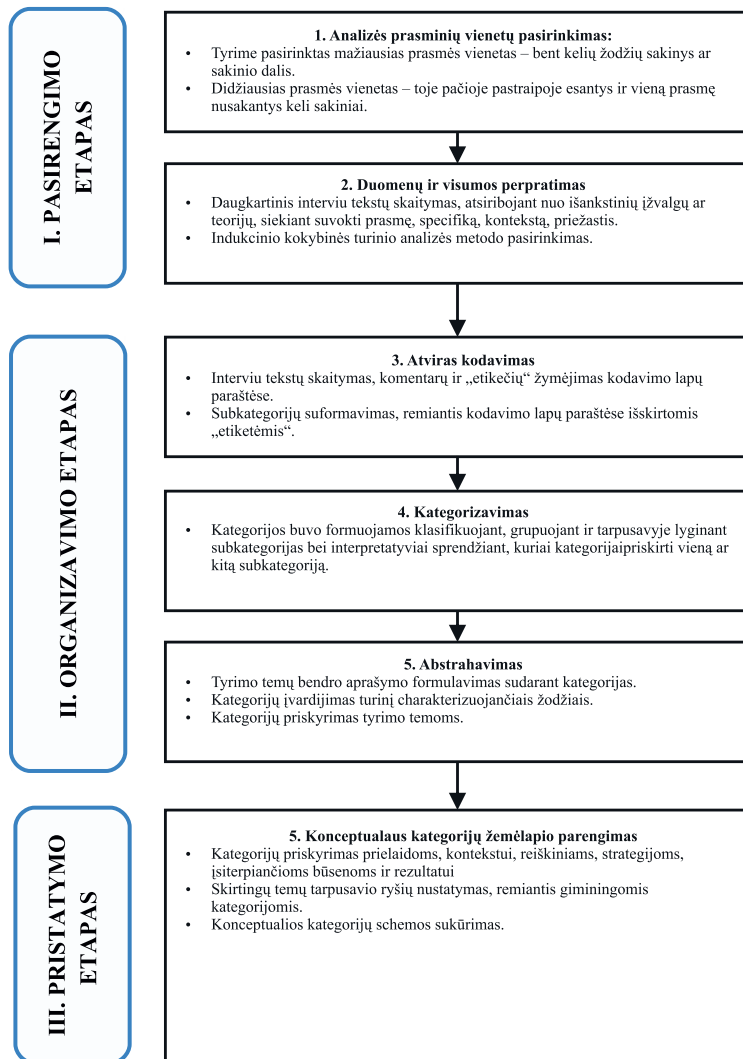 I. PASIRENGIMO
ETAPAS
1. Analizės prasminių vienetų pasirinkimas:
• Tyrime pasirinktas mažiausias prasmės vienetas – bent kelių žodžių sakinys ar
sakinio dalis.
• Didžiausias prasmės vienetas – toje pačioje pastraipoje esantys ir vieną prasmę
nusakantys keli sakiniai.
2. Duomenų ir visumos perpratimas
• Daugkartinis interviu tekstų skaitymas, atsiribojant nuo išankstinių įžvalgų ar
teorijų, siekiant suvokti prasmę, specifiką, kontekstą, priežastis.
• Indukcinio kokybinės turinio analizės metodo pasirinkimas.
II. ORGANIZAVIMO ETAPAS
3. Atviras kodavimas
• Interviu tekstų skaitymas, komentarų ir „etikečių“ žymėjimas kodavimo lapų
paraštėse.
• Subkategorijų suformavimas, remiantis kodavimo lapų paraštėse išskirtomis
„etiketėmis“.
4. Kategorizavimas
• Kategorijos buvo formuojamos klasifikuojant, grupuojant ir tarpusavyje lyginant
subkategorijas bei interpretatyviai sprendžiant, kuriai kategorijaipriskirti vieną ar
kitą subkategoriją.
5. Abstrahavimas
• Tyrimo temų bendro aprašymo formulavimas sudarant kategorijas.
• Kategorijų įvardijimas turinį charakterizuojančiais žodžiais.
• Kategorijų priskyrimas tyrimo temoms.
III. PRISTATYMO
ETAPAS
5. Konceptualaus kategorijų žemėlapio parengimas
• Kategorijų priskyrimas prielaidoms, kontekstui, reiškiniams, strategijoms,
įsiterpiančioms būsenoms ir rezultatui
• Skirtingų temų tarpusavio ryšių nustatymas, remiantis giminingomis
kategorijomis.
• Konceptualios kategorijų schemos sukūrimas.